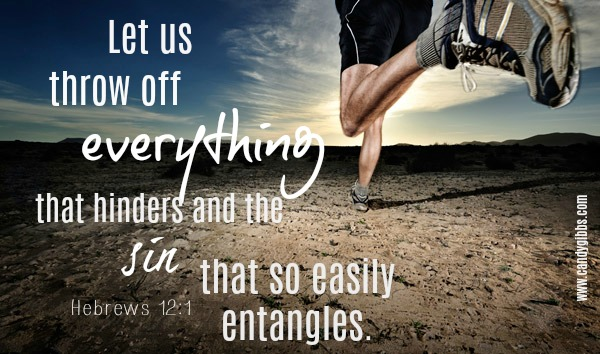 Let us
throw off
everything
that hinders and the
sin
that so easily
entangles.
Hebrews 12:1
www.candygibbs.com